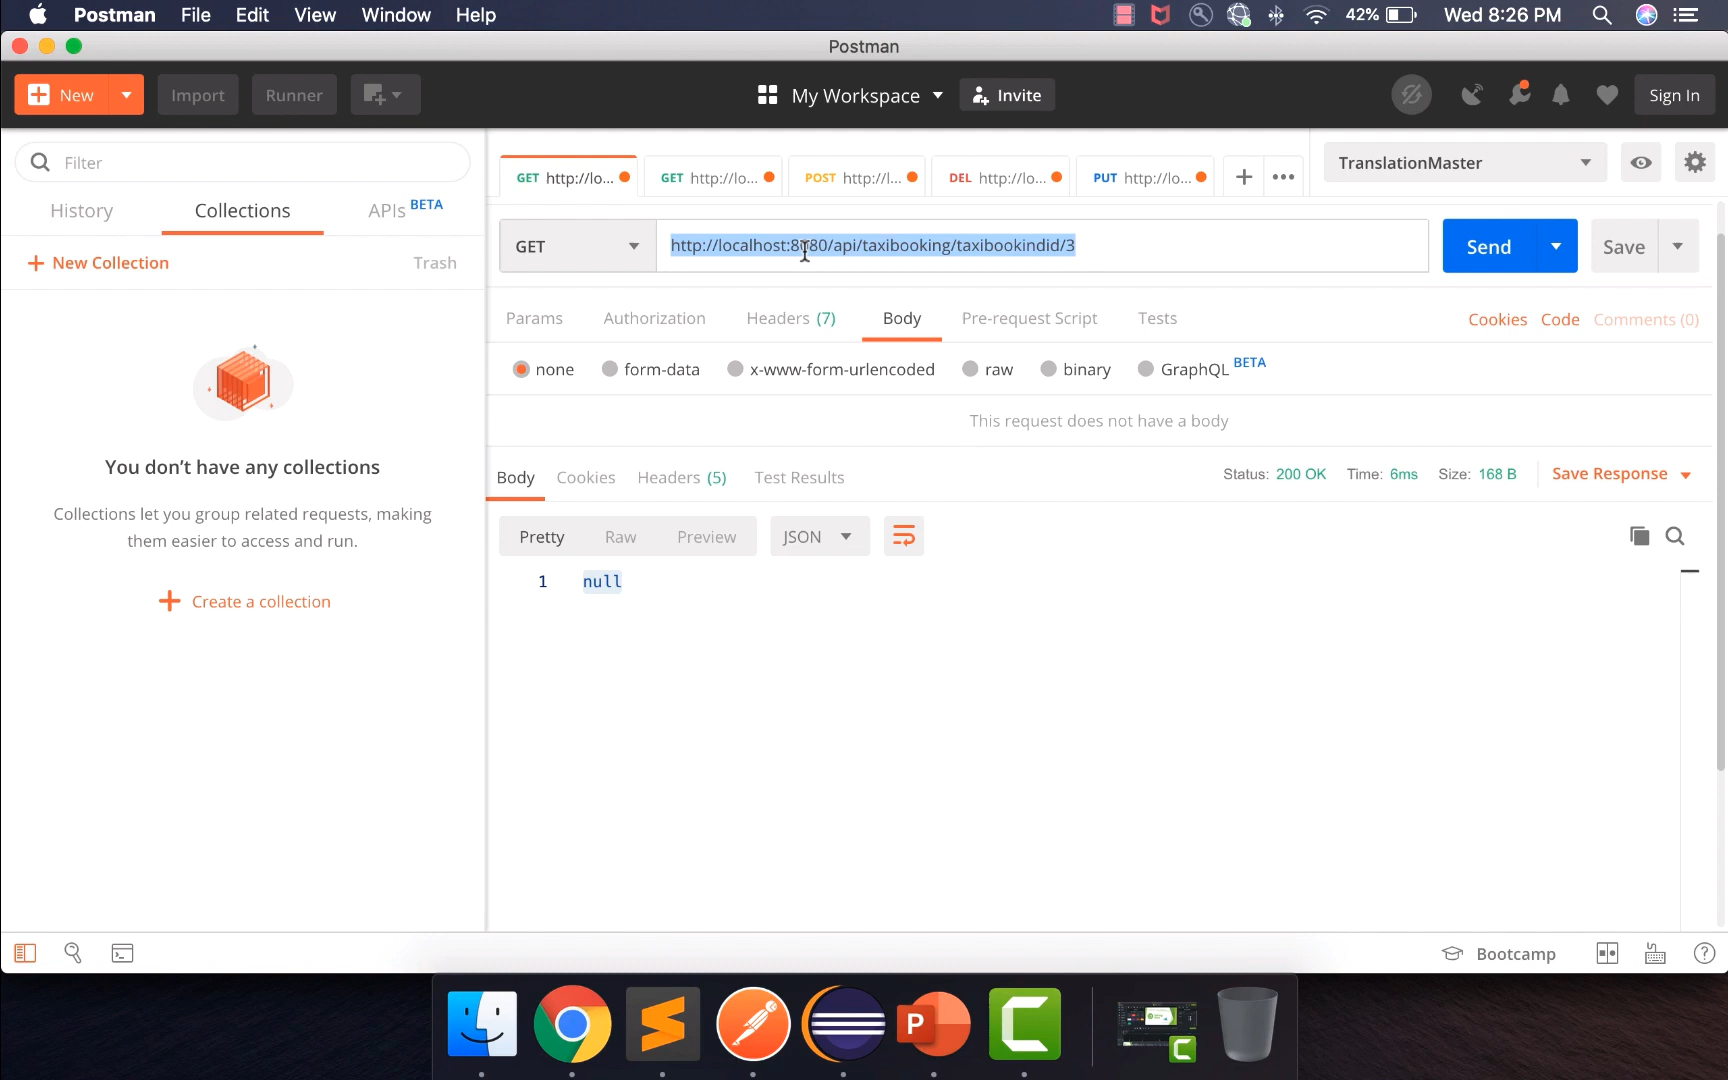 Postman File Edit View Window Help 42% Wed 8:26 PM
Postman
New Import Runner My Workspace Invite Sign In
Filter
GET http://lo... GET http://lo... POST http://l... DEL http://lo... PUT http://lo... TranslationMaster
History Collections APIs BETA
GET http://localhost:8180/api/taxibooking/taxibookindid/3 Send Save
New Collection Trash
Params Authorization Headers (7) Body Pre-request Script Tests Cookies Code Comments (0)
none form-data x-www-form-urlencoded raw binary GraphQL BETA
This request does not have a body
You don't have any collections
Body Cookies Headers (5) Test Results Status: 200 OK Time: 6ms Size: 168 B Save Response
Collections let you group related requests, making
them easier to access and run.
Pretty Raw Preview JSON
1 null
Create a collection
Bootcamp
P